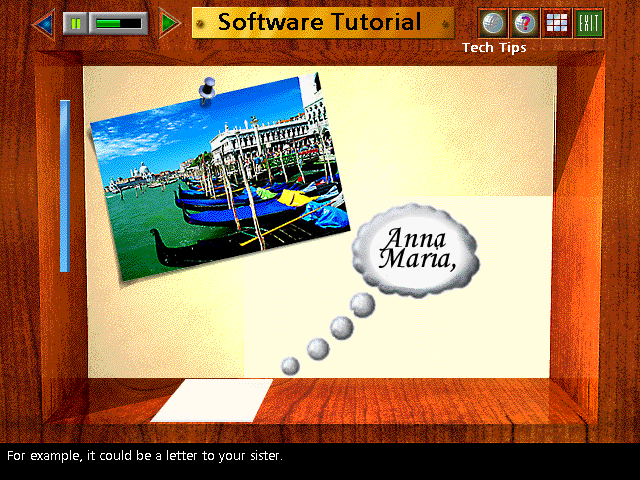 Software Tutorial
EXIT
Tech Tips
Anna
Maria,
For example, it could be a letter to your sister.